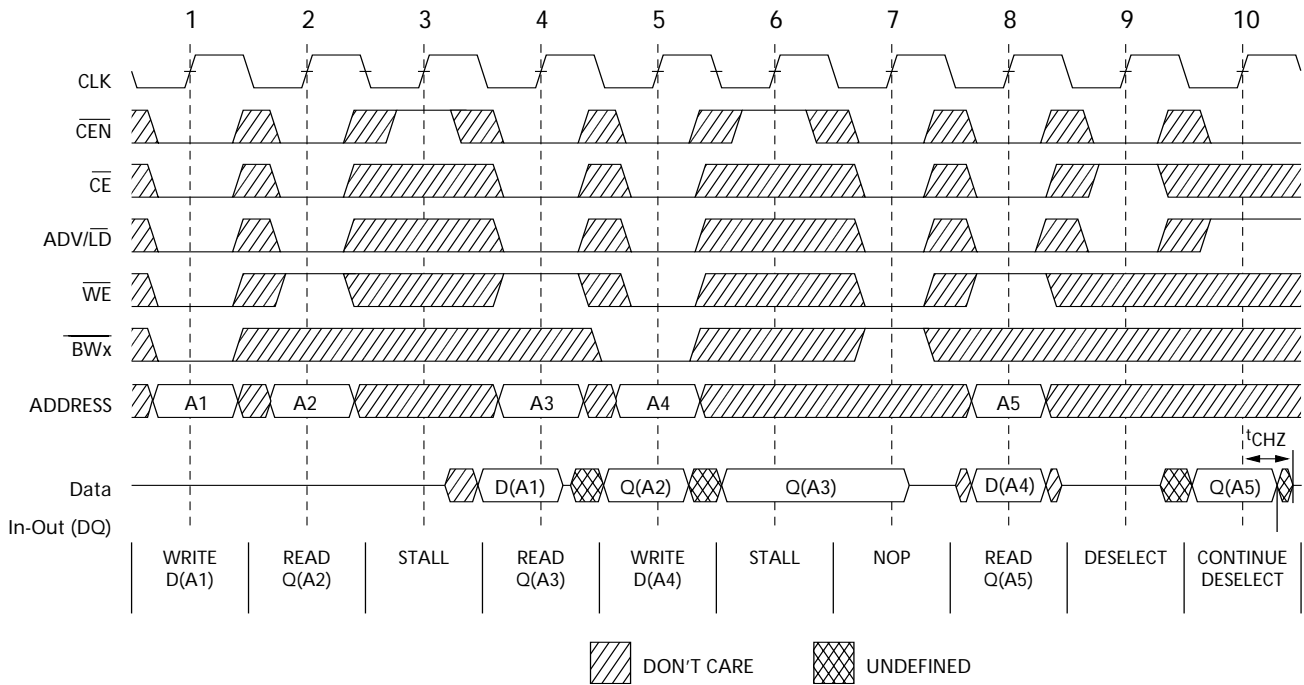 1 2 3 4 5 6 7 8 9 10
CLK
CEN
CE
ADV/LD
WE
BWx
ADDRESS A1 A2 A3 A4 A5
tCHZ
Data D(A1) Q(A2) Q(A3) D(A4) Q(A5)
In-Out (DQ)
WRITE READ STALL READ WRITE STALL NOP READ DESELECT CONTINUE
D(A1) Q(A2) Q(A3) D(A4) Q(A5) DESELECT
DON'T CARE UNDEFINED